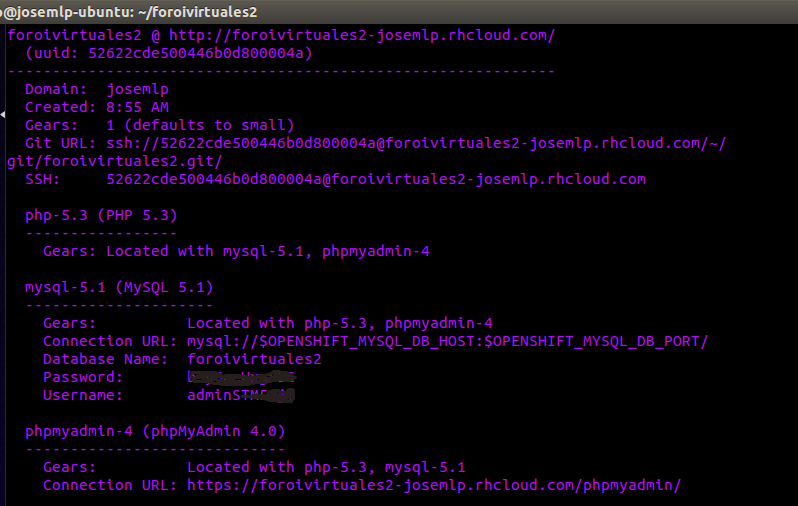 o@josemlp-ubuntu: ~/foroivirtuales2
foroivirtuales2 @ http://foroivirtuales2-josemlp.rhcloud.com/
(uuid: 52622cde500446b0d800004a)
-------------------------------------------------------------
Domain: josemlp
Created: 8:55 AM
Gears: 1 (defaults to small)
Git URL: ssh://52622cde500446b0d800004a@foroivirtuales2-josemlp.rhcloud.com/~/
git/foroivirtuales2.git/
SSH: 52622cde500446b0d800004a@foroivirtuales2-josemlp.rhcloud.com
php-5.3 (PHP 5.3)
-----------------
Gears: Located with mysql-5.1, phpmyadmin-4
mysql-5.1 (MySQL 5.1)
---------------------
Gears: Located with php-5.3, phpmyadmin-4
Connection URL: mysql://$OPENSHIFT_MYSQL_DB_HOST:$OPENSHIFT_MYSQL_DB_PORT/
Database Name: foroivirtuales2
Password:
Username:
phpmyadmin-4 (phpMyAdmin 4.0)
-----------------------------
Gears: Located with php-5.3, mysql-5.1
Connection URL: https://foroivirtuales2-josemlp.rhcloud.com/phpmyadmin/